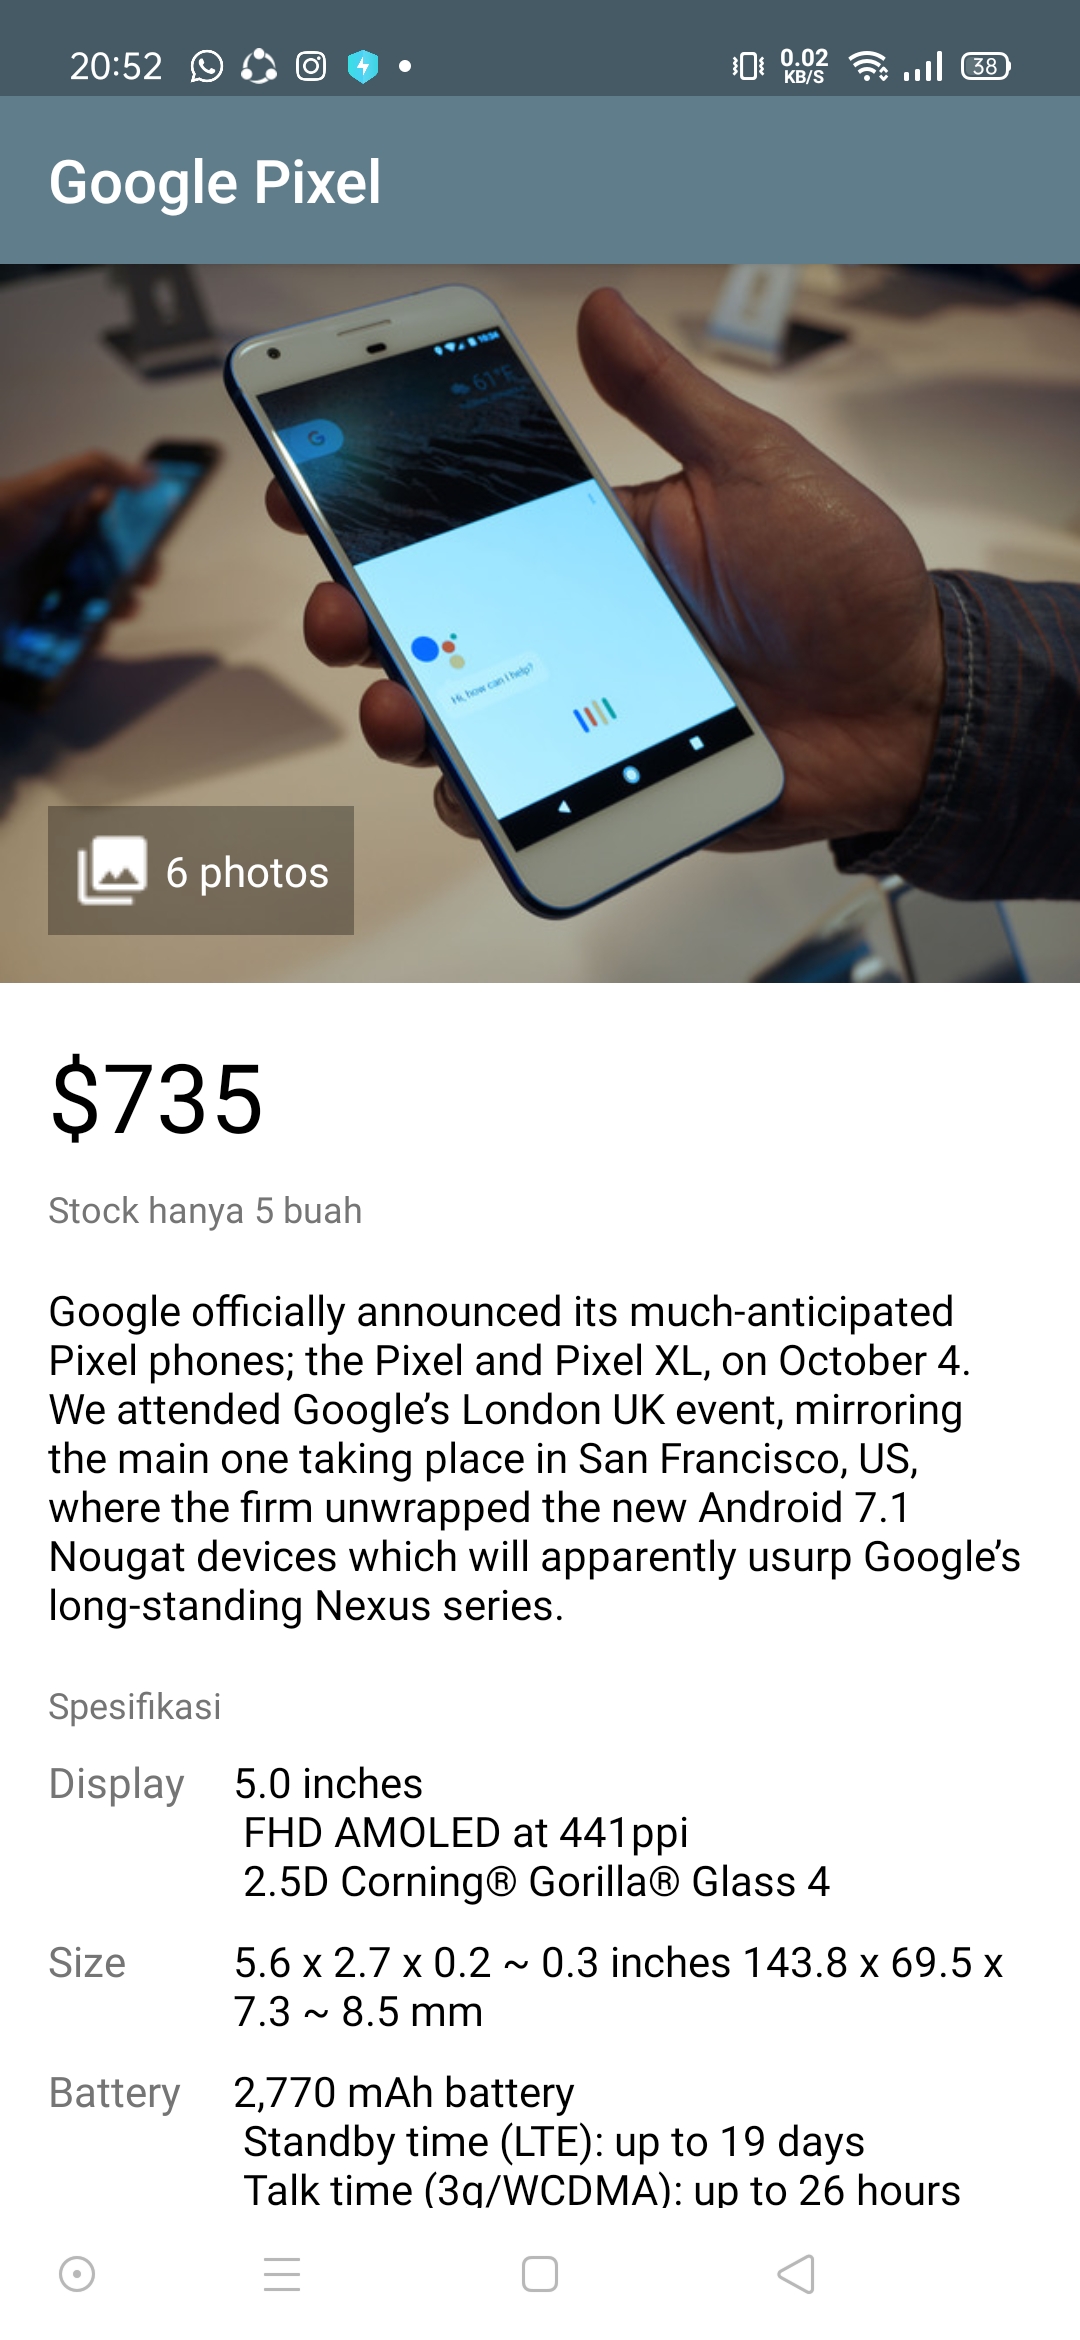 20:52
0.02
KB/S
38
Google Pixel
10:24
61°F
G
Hi, how can I help?
6 photos
$735
Stock hanya 5 buah
Google officially announced its much-anticipated
Pixel phones; the Pixel and Pixel XL, on October 4.
We attended Google’s London UK event, mirroring
the main one taking place in San Francisco, US,
where the firm unwrapped the new Android 7.1
Nougat devices which will apparently usurp Google’s
long-standing Nexus series.
Spesifikasi
Display 5.0 inches
FHD AMOLED at 441ppi
2.5D Corning® Gorilla® Glass 4
Size 5.6 x 2.7 x 0.2 ~ 0.3 inches 143.8 x 69.5 x
7.3 ~ 8.5 mm
Battery 2,770 mAh battery
Standby time (LTE): up to 19 days
Talk time (3g/WCDMA): up to 26 hours